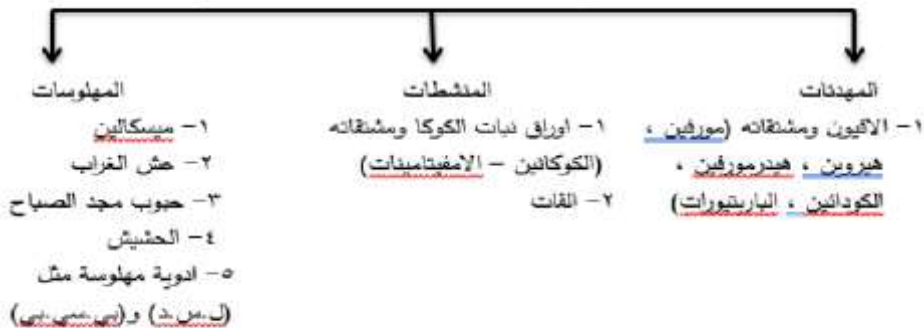 المهدئات
١- الافيون ومشتقاته (مورفين ،
هيروين ، هيدرمورفين ،
الكودائين ، الباربتيورات)
المنشطات
١- اوراق نبات الكوكا ومشتقاته
(الكوكائين - الامفيتامينات)
٢- القات
المهلوسات
١- ميسكالين
٢- عش الغراب
٣- حبوب مجد الصباح
٤- الحشيش
٥- ادوية مهلوسة مثل
(ل.س.د) و(بي.سي.بي)